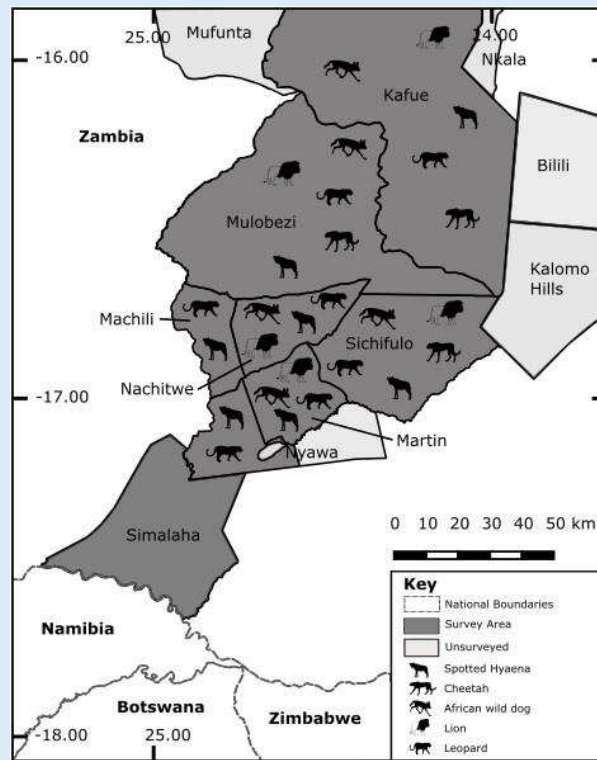 25.00
24.00
Mufunta
Nkala
-16.00
Kafue
Zambia
Bilili
Mulobezi
Kalomo
Hills
Machili
Sichifulo
Nachitwe
-17.00
Martin
Nyawa
Simalaha
0 10 20 30 40 50 km
Key
National Boundaries
Survey Area
Unsurveyed
Spotted Hyaena
Cheetah
African wild dog
Lion
Leopard
Namibia
Botswana
Zimbabwe
-18.00
25.00